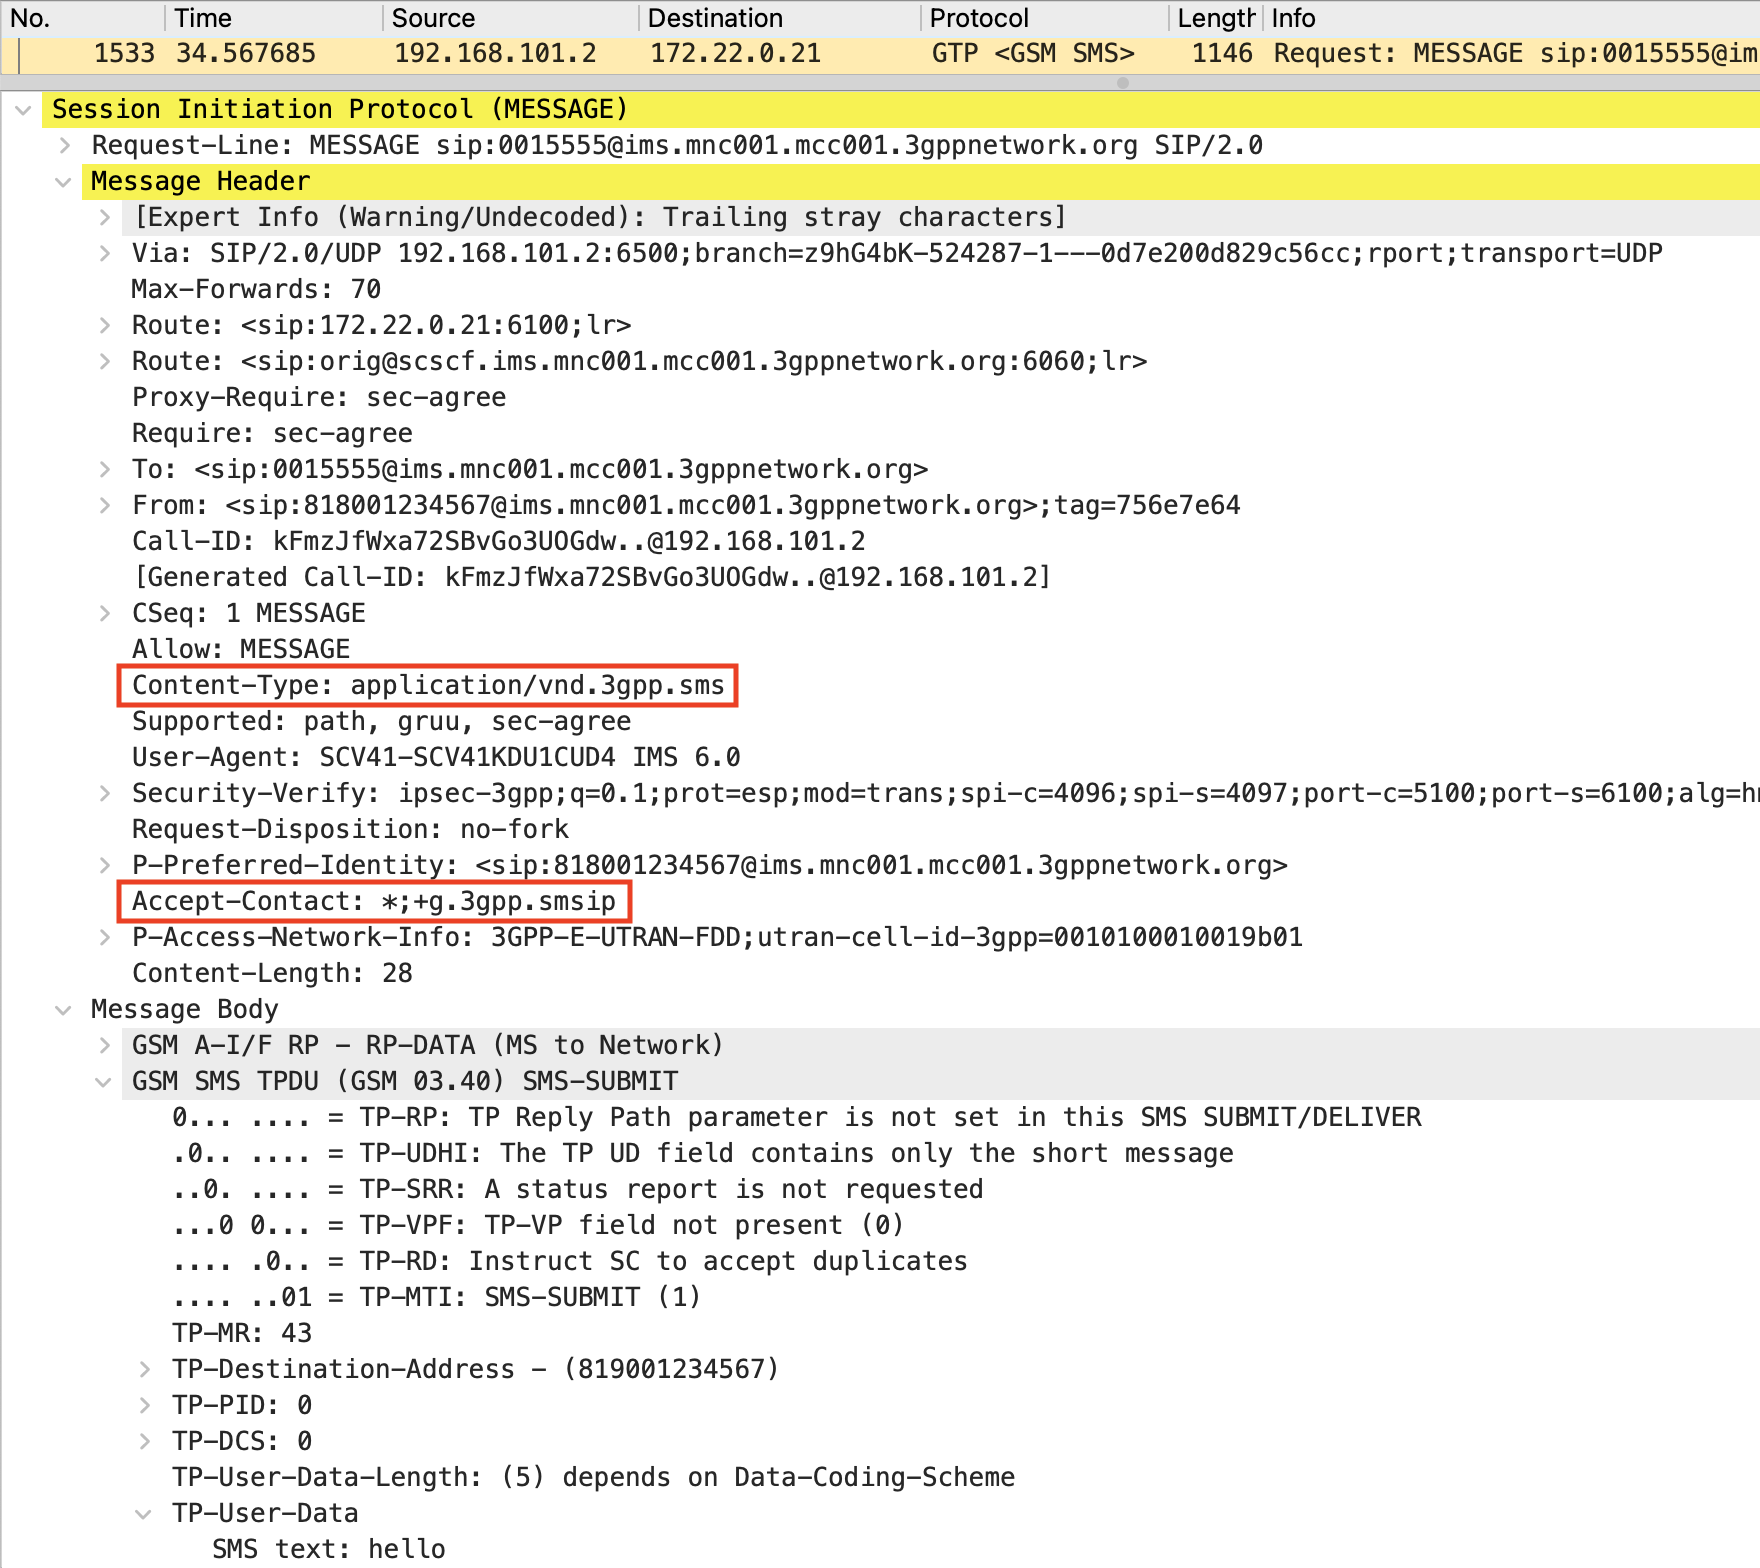 No. Time Source Destination Protocol Length Info
1533 34.567685 192.168.101.2 172.22.0.21 GTP <GSM SMS> 1146 Request: MESSAGE sip:0015555@im
Session Initiation Protocol (MESSAGE)
Request-Line: MESSAGE sip:0015555@ims.mnc001.mcc001.3gppnetwork.org SIP/2.0
Message Header
[Expert Info (Warning/Undecoded): Trailing stray characters]
Via: SIP/2.0/UDP 192.168.101.2:6500;branch=z9hG4bK-524287-1---0d7e200d829c56cc;rport;transport=UDP
Max-Forwards: 70
Route: <sip:172.22.0.21:6100;lr>
Route: <sip:orig@scscf.ims.mnc001.mcc001.3gppnetwork.org:6060;lr>
Proxy-Require: sec-agree
Require: sec-agree
To: <sip:0015555@ims.mnc001.mcc001.3gppnetwork.org>
From: <sip:818001234567@ims.mnc001.mcc001.3gppnetwork.org>;tag=756e7e64
Call-ID: kFmzJfWxa72SBvGo3UOGdw..@192.168.101.2
[Generated Call-ID: kFmzJfWxa72SBvGo3UOGdw..@192.168.101.2]
CSeq: 1 MESSAGE
Allow: MESSAGE
Content-Type: application/vnd.3gpp.sms
Supported: path, gruu, sec-agree
User-Agent: SCV41-SCV41KDU1CUD4 IMS 6.0
Security-Verify: ipsec-3gpp;q=0.1;prot=esp;mod=trans;spi-c=4096;spi-s=4097;port-c=5100;port-s=6100;alg=h
Request-Disposition: no-fork
P-Preferred-Identity: <sip:818001234567@ims.mnc001.mcc001.3gppnetwork.org>
Accept-Contact: *;+g.3gpp.smsip
P-Access-Network-Info: 3GPP-E-UTRAN-FDD;utran-cell-id-3gpp=0010100010019b01
Content-Length: 28
Message Body
GSM A-I/F RP - RP-DATA (MS to Network)
GSM SMS TPDU (GSM 03.40) SMS-SUBMIT
0... .... = TP-RP: TP Reply Path parameter is not set in this SMS SUBMIT/DELIVER
.0.. .... = TP-UDHI: The TP UD field contains only the short message
..0. .... = TP-SRR: A status report is not requested
...0 0... = TP-VPF: TP-VP field not present (0)
.... .0.. = TP-RD: Instruct SC to accept duplicates
.... ..01 = TP-MTI: SMS-SUBMIT (1)
TP-MR: 43
TP-Destination-Address - (819001234567)
TP-PID: 0
TP-DCS: 0
TP-User-Data-Length: (5) depends on Data-Coding-Scheme
TP-User-Data
SMS text: hello